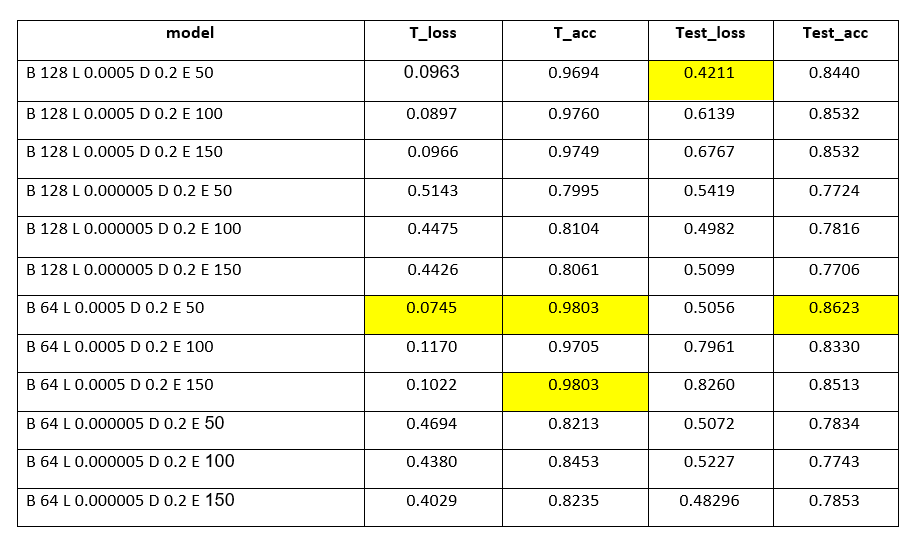 model T_loss T_acc Test_loss Test_acc
B 128 L 0.0005 D 0.2 E 50 0.0963 0.9694 0.4211 0.8440
B 128 L 0.0005 D 0.2 E 100 0.0897 0.9760 0.6139 0.8532
B 128 L 0.0005 D 0.2 E 150 0.0966 0.9749 0.6767 0.8532
B 128 L 0.000005 D 0.2 E 50 0.5143 0.7995 0.5419 0.7724
B 128 L 0.000005 D 0.2 E 100 0.4475 0.8104 0.4982 0.7816
B 128 L 0.000005 D 0.2 E 150 0.4426 0.8061 0.5099 0.7706
B 64 L 0.0005 D 0.2 E 50 0.0745 0.9803 0.5056 0.8623
B 64 L 0.0005 D 0.2 E 100 0.1170 0.9705 0.7961 0.8330
B 64 L 0.0005 D 0.2 E 150 0.1022 0.9803 0.8260 0.8513
B 64 L 0.000005 D 0.2 E 50 0.4694 0.8213 0.5072 0.7834
B 64 L 0.000005 D 0.2 E 100 0.4380 0.8453 0.5227 0.7743
B 64 L 0.000005 D 0.2 E 150 0.4029 0.8235 0.48296 0.7853